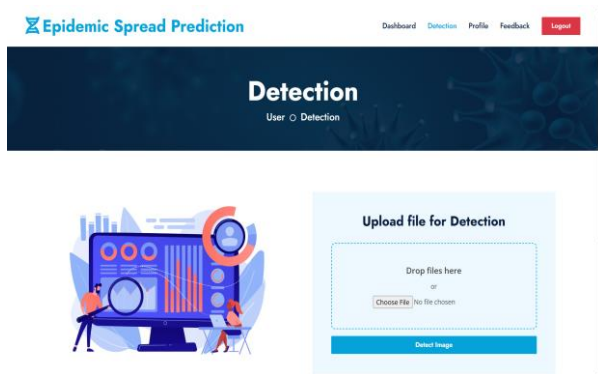 Epidemic Spread Prediction
Dashboard Detection Profile Feedback Logout
Detection
User Detection
Upload file for Detection
Drop files here
or
Choose File No file chosen
Detect Image